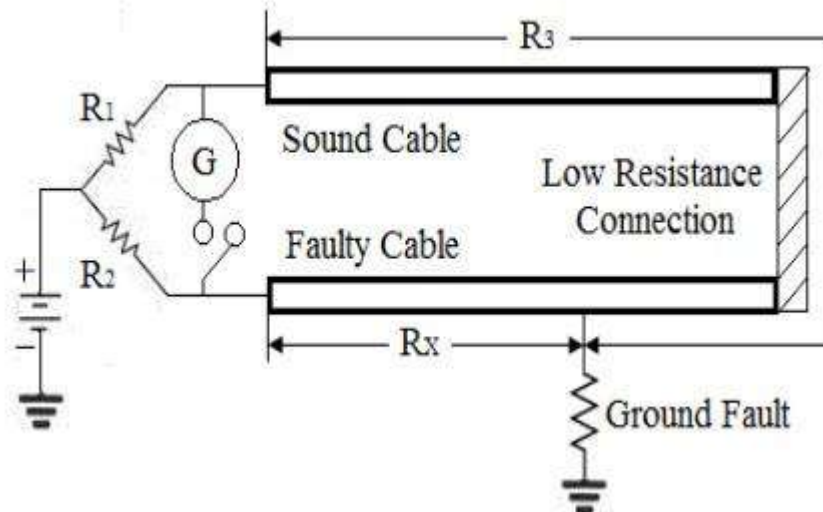 R3
R1
G
Sound Cable
Low Resistance
Connection
Faulty Cable
R2
+
−
RX
Ground Fault